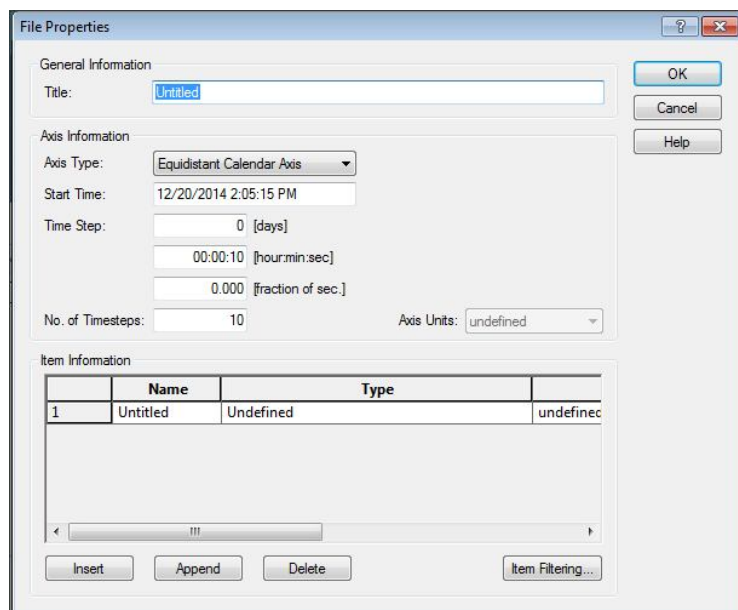 File Properties
General Information
Title: Untitled
OK
Cancel
Help
Axis Information
Axis Type: Equidistant Calendar Axis
Start Time: 12/20/2014 2:05:15 PM
Time Step: 0 [days]
00:00:10 [hour:min:sec]
0.000 [fraction of sec.]
No. of Timesteps: 10 Axis Units: undefined
Item Information
Name Type
1 Untitled Undefined undefined
Insert Append Delete Item Filtering...